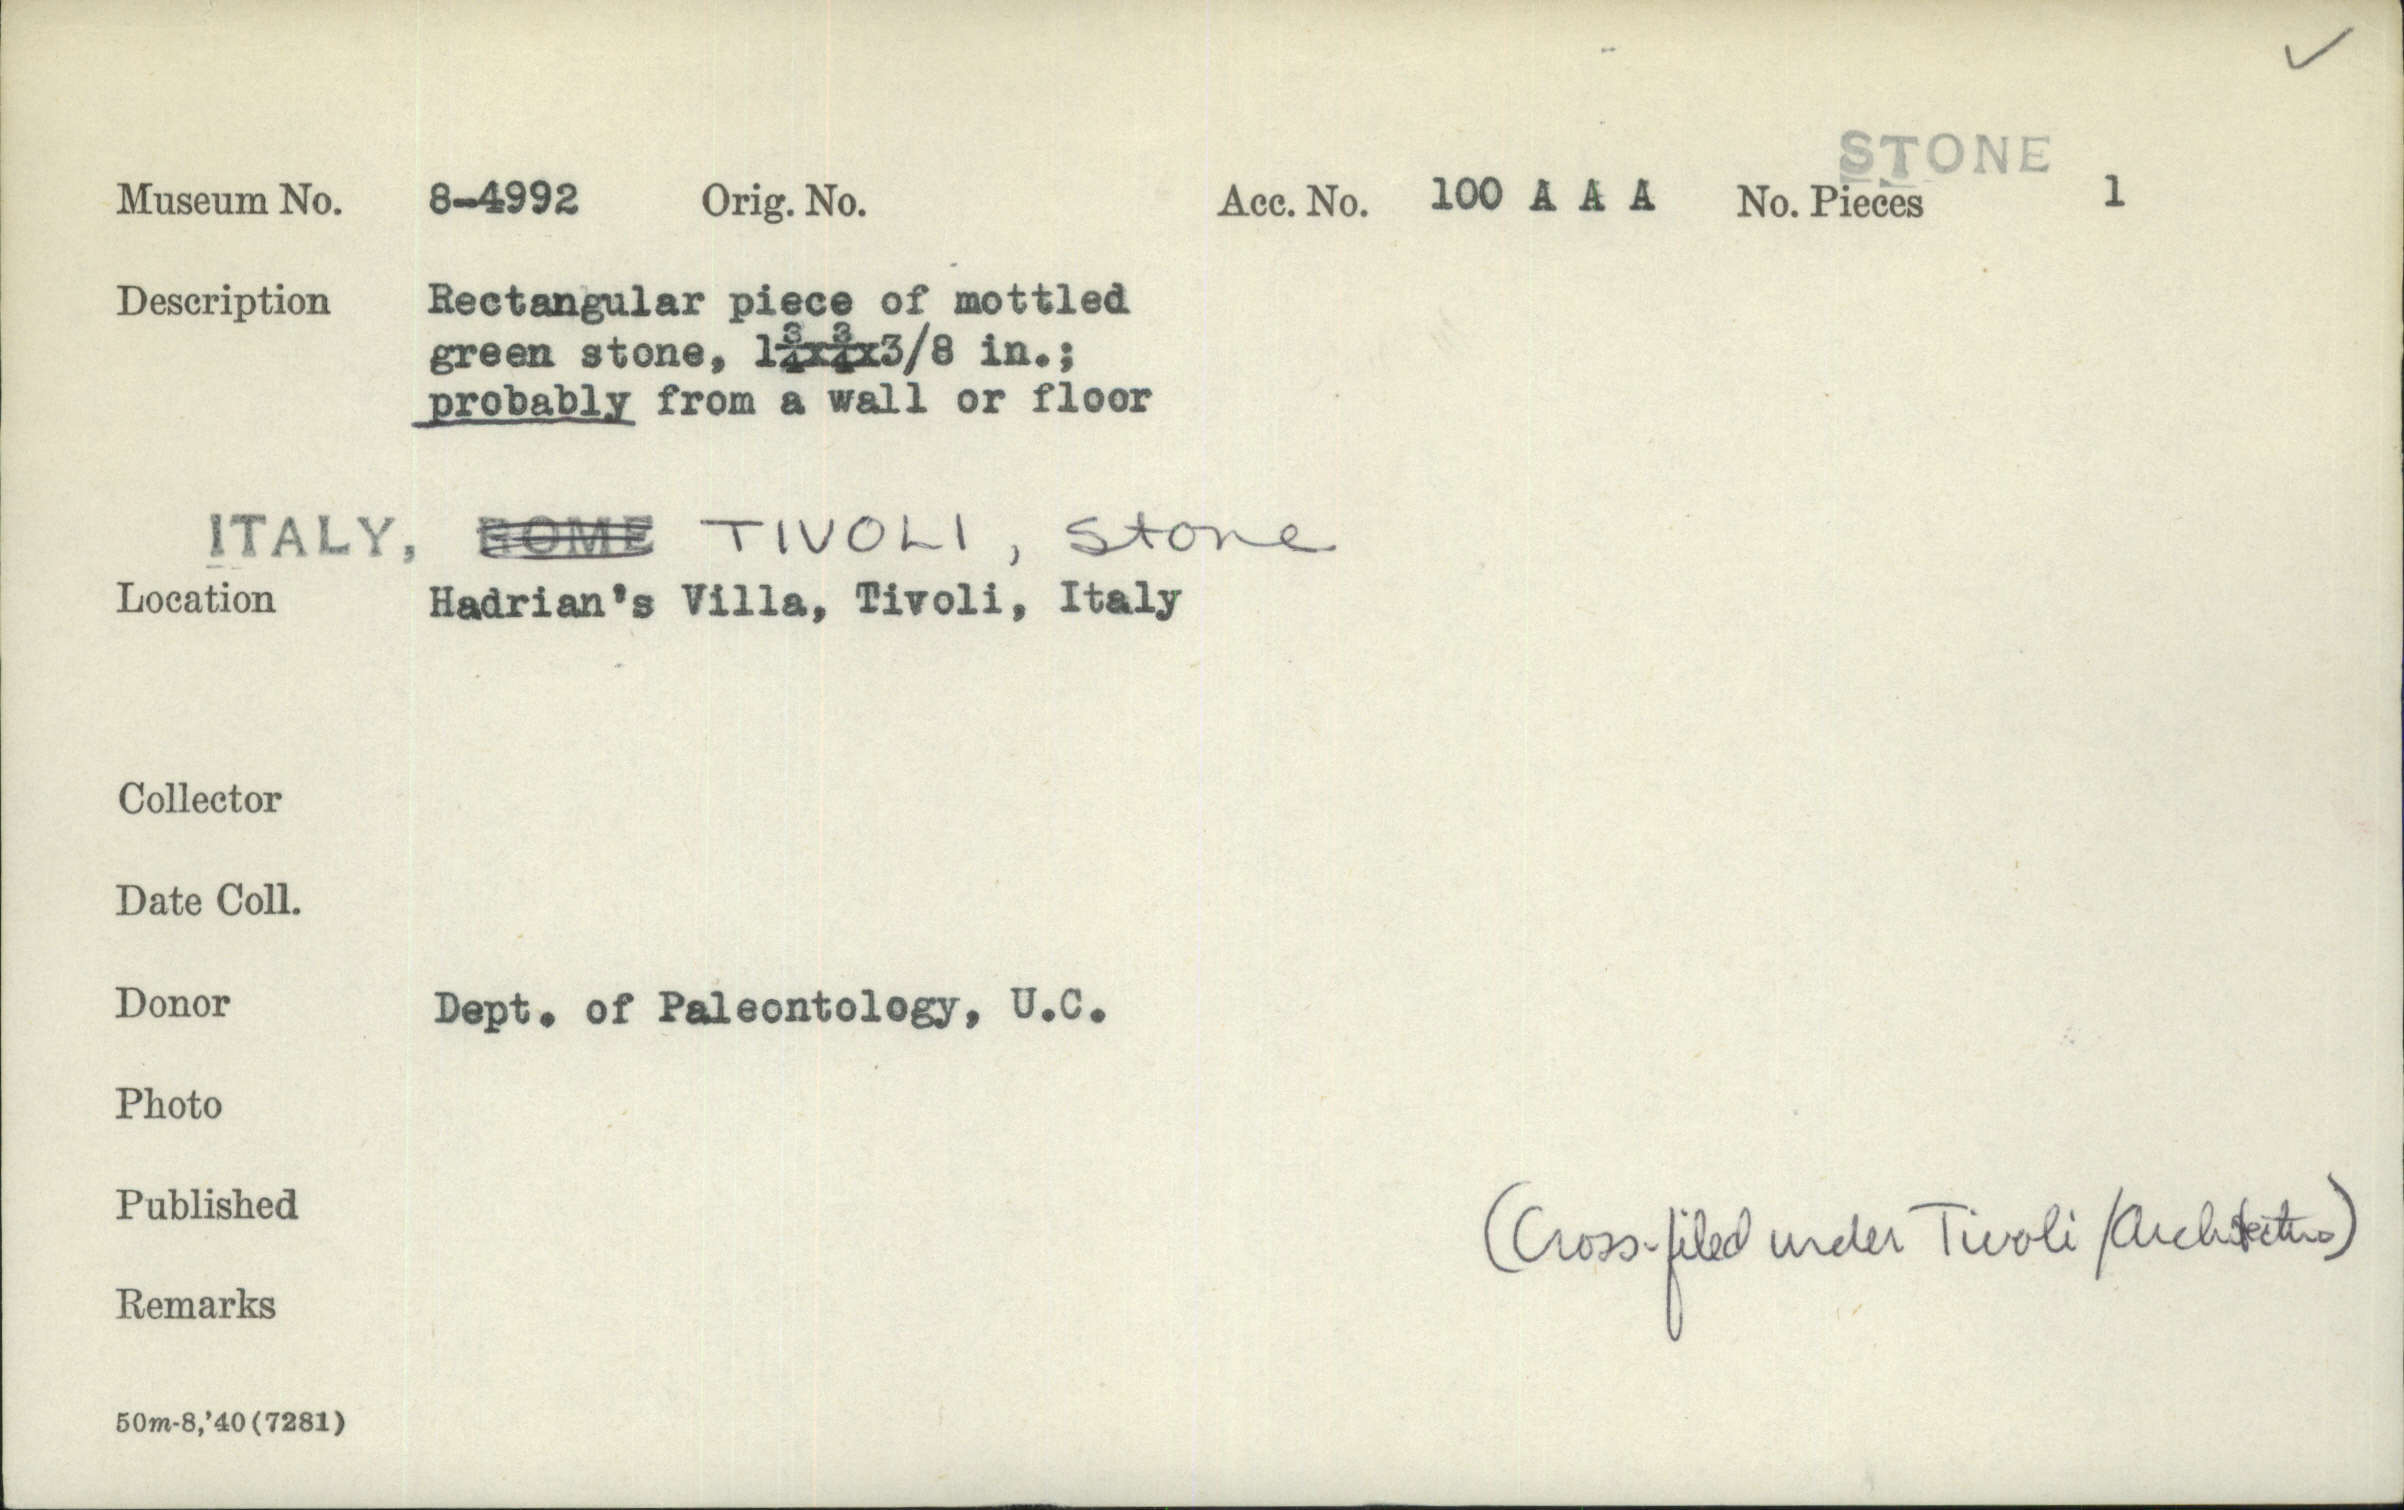 STONE
Museum No. 8-4992 Orig. No. Acc. No. 100 A A A No. Pieces 1
Description Rectangular piece of mottled
green stone, 1¾x¾x3/8 in.;
probably from a wall or floor
ITALY, ROME TIVOLI, Stone
Location Hadrian's Villa, Tivoli, Italy
Collector
Date Coll.
Donor Dept. of Paleontology, U.C.
Photo
Published
(Cross-filed under Tivoli/Architecture)
Remarks
50m-8,'40(7281)